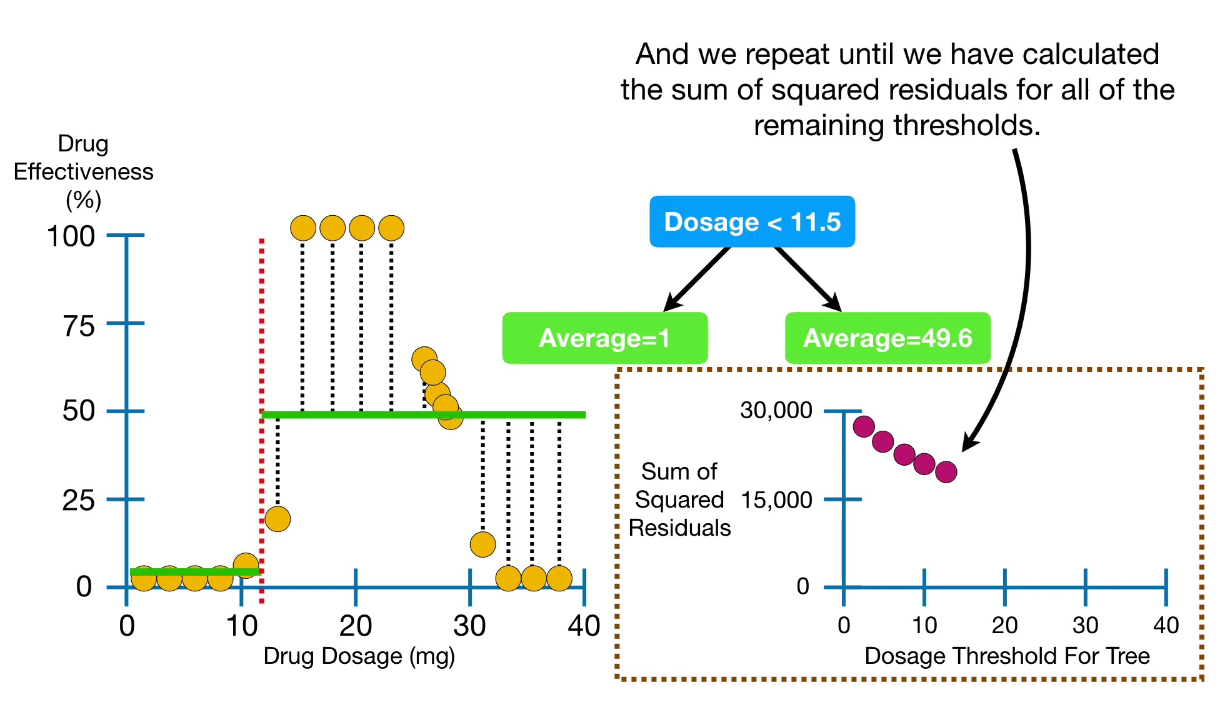 And we repeat until we have calculated
the sum of squared residuals for all of the
remaining thresholds.
Drug
Effectiveness
(%)
100
75
50
25
0
0
10
20
30
40
Drug Dosage (mg)
Dosage < 11.5
Average=1
Average=49.6
Sum of
Squared
Residuals
30,000
15,000
0
0
10
20
30
40
Dosage Threshold For Tree